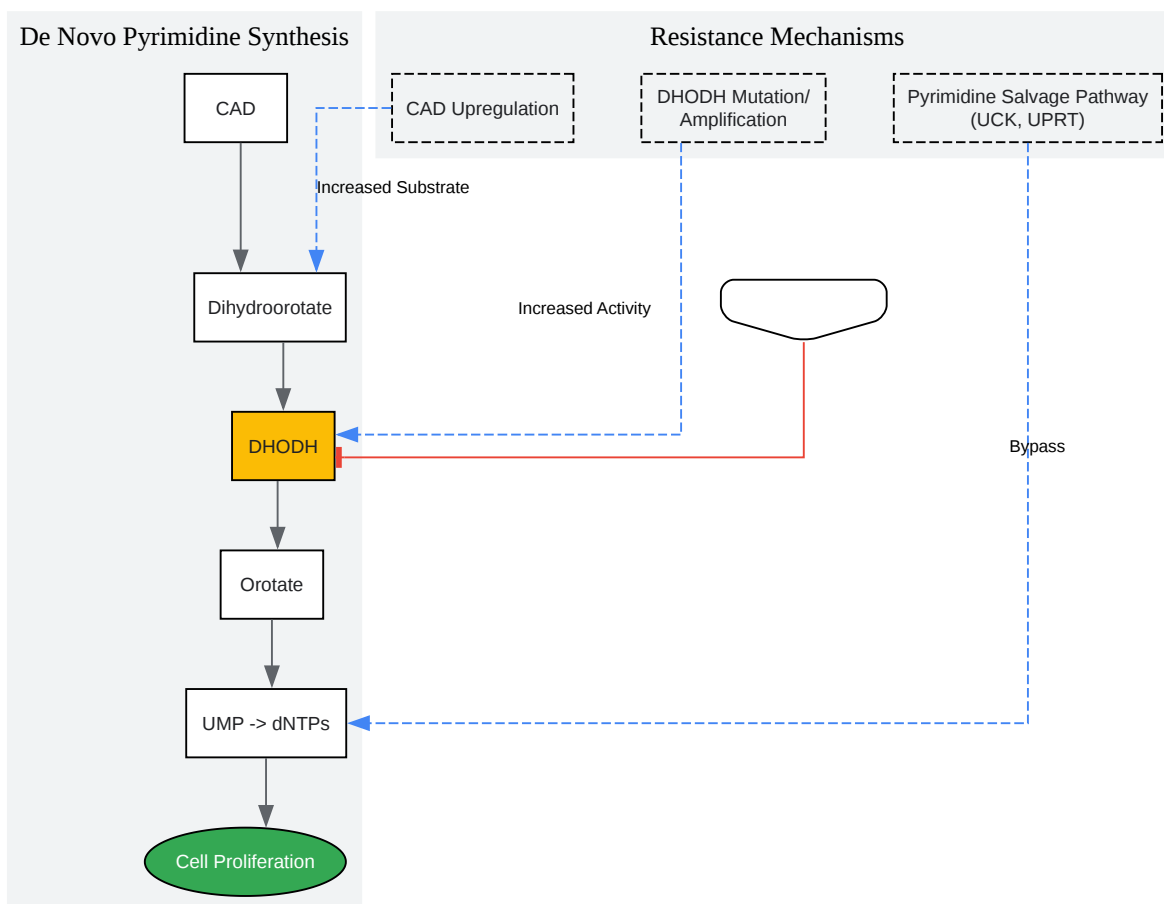 De Novo Pyrimidine Synthesis
Resistance Mechanisms
CAD
CAD Upregulation
DHODH Mutation/
Amplification
Pyrimidine Salvage Pathway
(UCK, UPRT)
Increased Substrate
Dihydroorotate
Increased Activity
DHODH
Bypass
Orotate
UMP -> dNTPs
Cell Proliferation